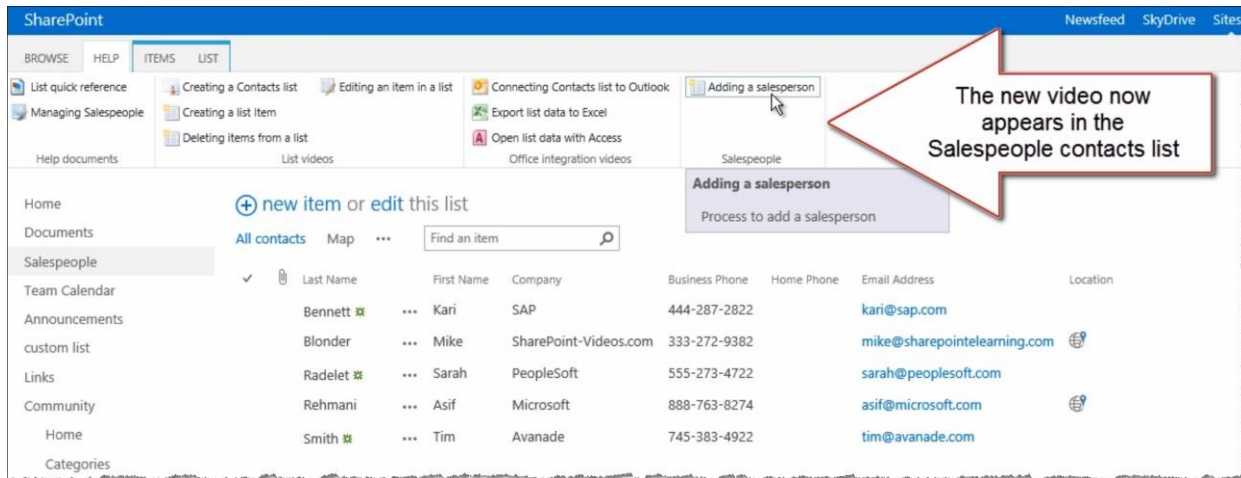 SharePoint
Newsfeed SkyDrive Sites
BROWSE HELP ITEMS LIST
List quick reference Creating a Contacts list Editing an item in a list Connecting Contacts list to Outlook Adding a salesperson
Managing Salespeople Creating a list Item Export list data to Excel
Deleting items from a list Open list data with Access
Help documents List videos Office integration videos Salespeople
The new video now
appears in the
Salespeople contacts list
Adding a salesperson
Process to add a salesperson
Home
Documents
Salespeople
Team Calendar
Announcements
custom list
Links
Community
Home
Categories
new item or edit this list
All contacts Map ••• Find an item
Last Name First Name Company Business Phone Home Phone Email Address Location
Bennett ••• Kari SAP 444-287-2822 kari@sap.com
Blonder ••• Mike SharePoint-Videos.com 333-272-9382 mike@sharepointelearning.com
Radelet ••• Sarah PeopleSoft 555-273-4722 sarah@peoplesoft.com
Rehmani ••• Asif Microsoft 888-763-8274 asif@microsoft.com
Smith ••• Tim Avanade 745-383-4922 tim@avanade.com